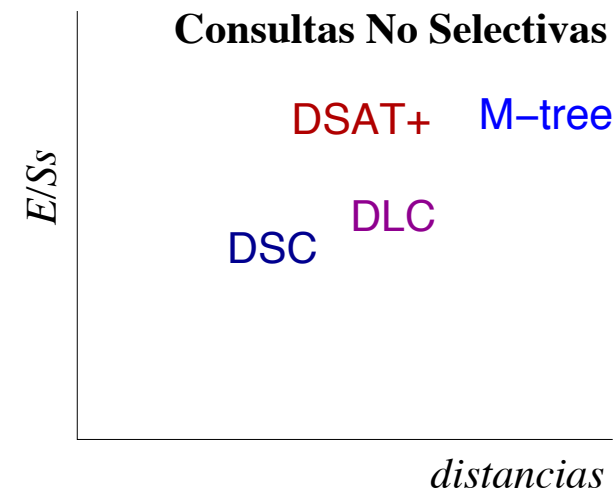 Consultas No Selectivas
DSAT+ M−tree
E/Ss
DLC
DSC
distancias